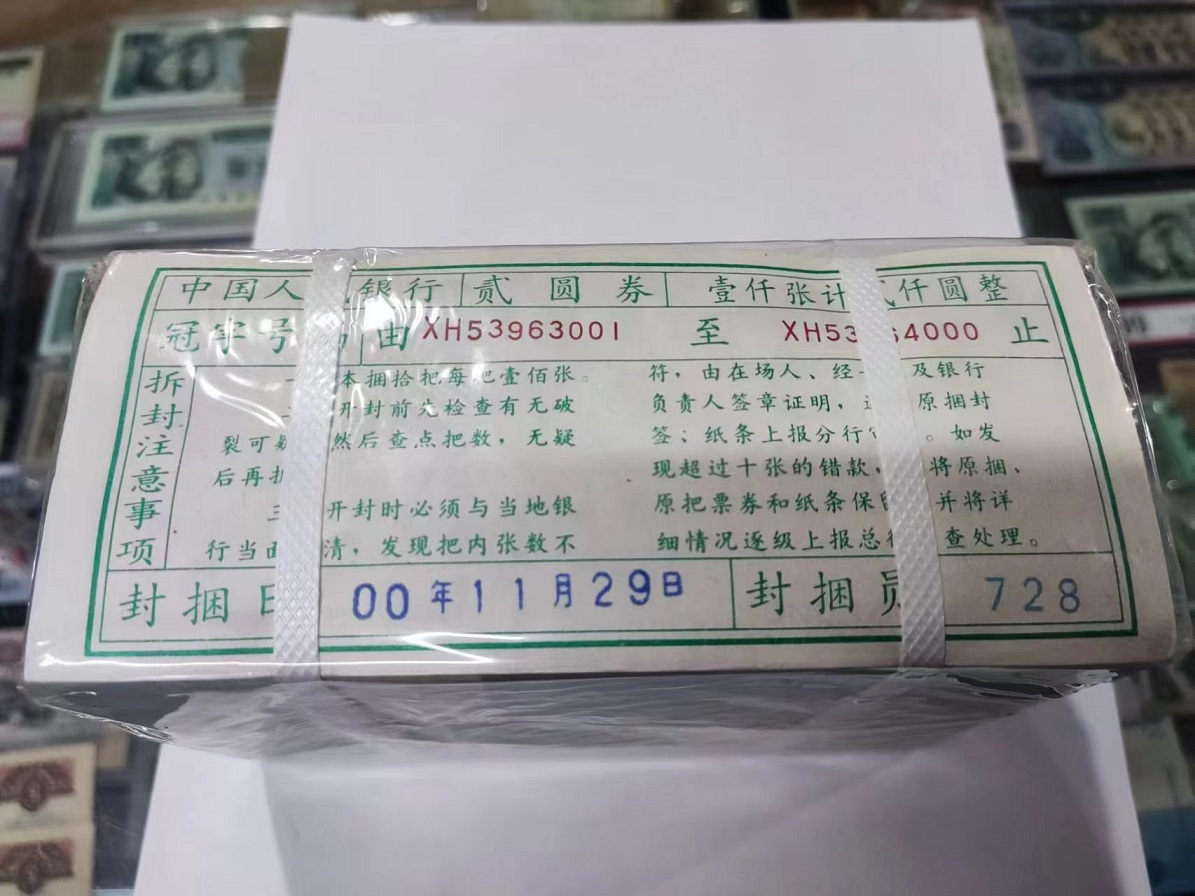 中国人 银行 贰圆券 壹仟张计 仟圆整
冠字号 由 XH53963001 至 XH53 64000 止
拆封注意事项
本捆拾把每把壹佰张。
开封前先检查有无破
裂可 然后查点把数，无疑
后再
开封时必须与当地银
行当 清，发现把内张数不
符，由在场人、经 及银行
负责人签章证明， 原捆封
签；纸条上报分行 。如发
现超过十张的错款， 将原捆、
原把票券和纸条保 并将详
细情况逐级上报总 查处理。
封捆 00年11月29日 封捆员 728